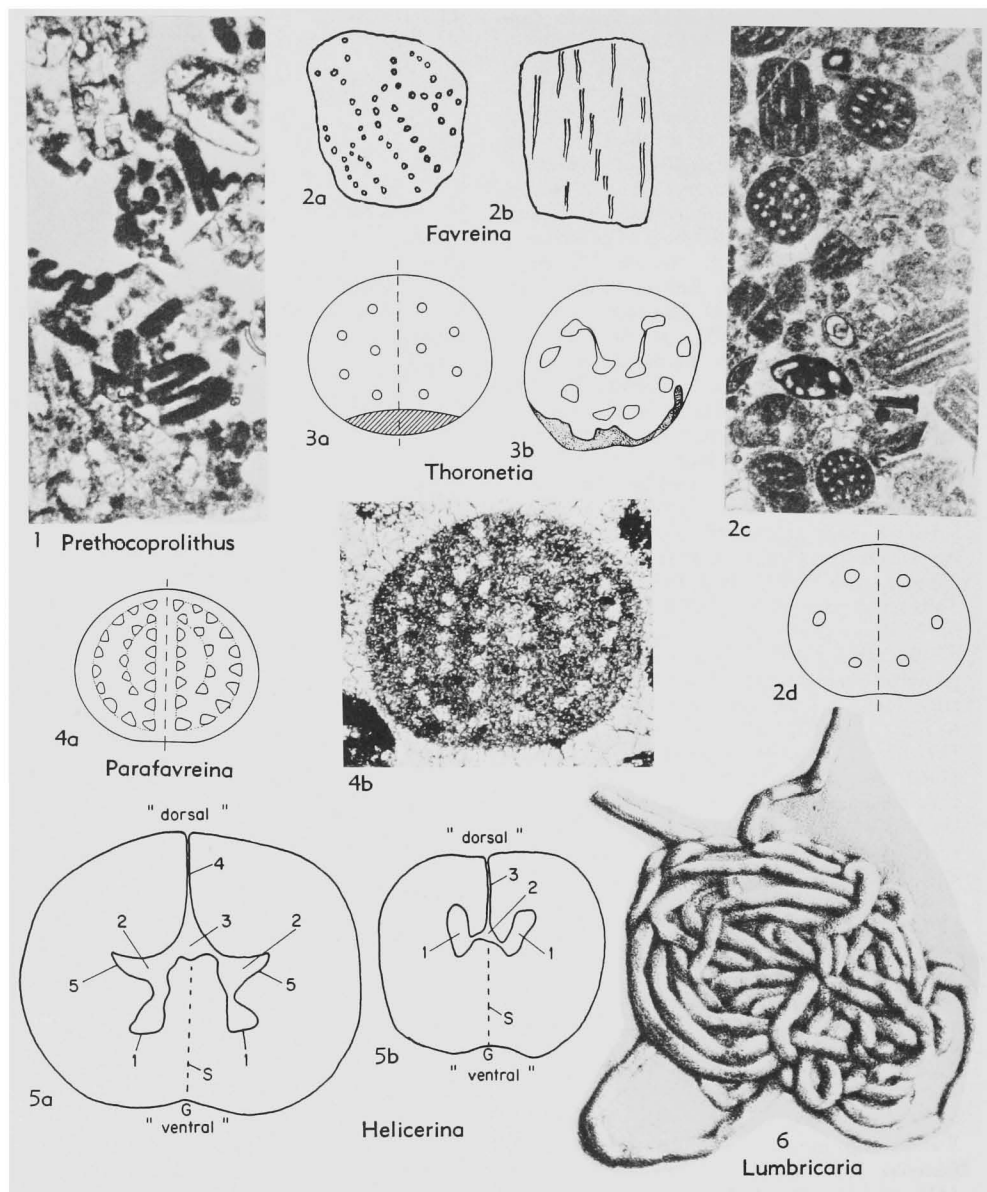 2a
2b
Favreina
3a
3b
Thoronetia
1 Prethocoprolithus
2c
4a
Parafavreina
4b
2d
" dorsal "
4
2
3
2
5
5
1
1
S
G
5a
" ventral "
" dorsal "
3
2
1
1
S
5b
G
" ventral "
Helicerina
6
Lumbricaria